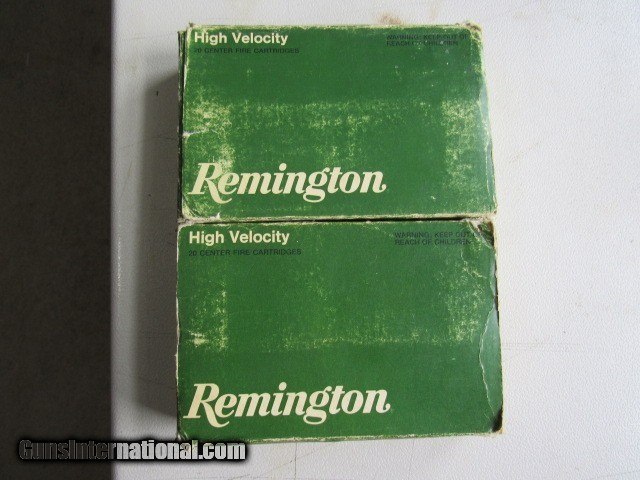 High Velocity
20 CENTER FIRE CARTRIDGES
WARNING: KEEP OUT OF
REACH OF CHILDREN
Remington
High Velocity
20 CENTER FIRE CARTRIDGES
WARNING: KEEP OUT
REACH OF CHILDREN
Remington
GunsInternational.com